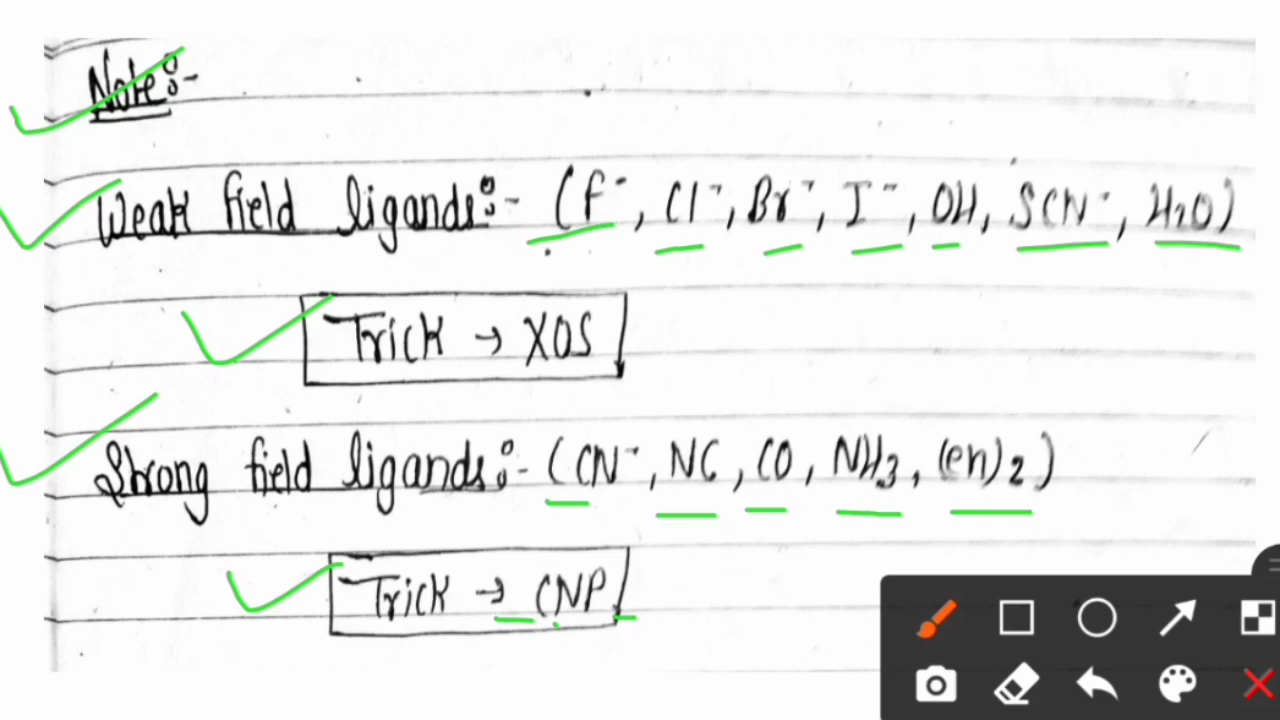 Note:-
Weak field ligands:- (F⁻, Cl⁻, Br⁻, I⁻, OH, SCN⁻, H₂O)
Trick → XOS
Strong field ligands:- (CN⁻, NC, CO, NH₃, (en)₂)
Trick → CNP